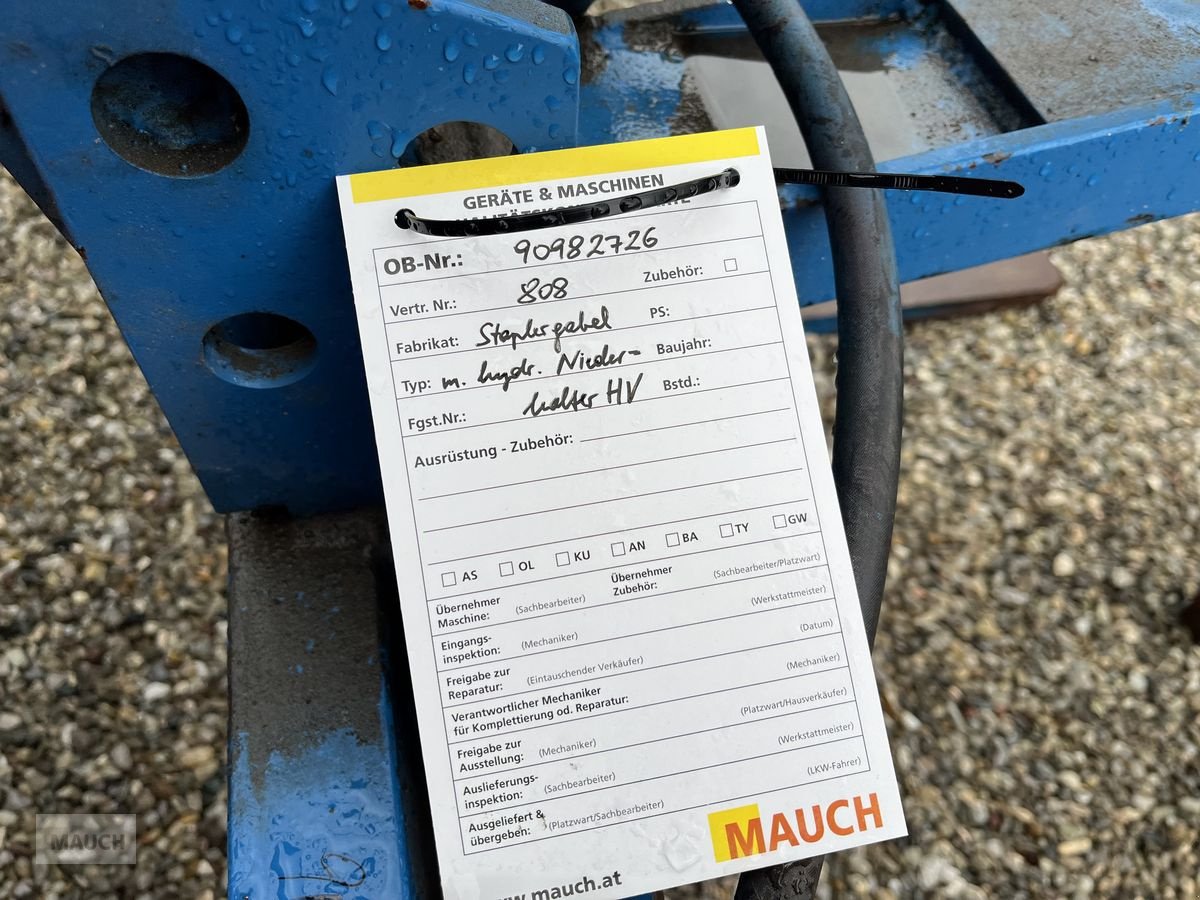 GERÄTE & MASCHINEN
OB-Nr.: 90982726
Vertr. Nr.: 808 Zubehör:
Fabrikat: Staplergabel PS:
Typ: m. hydr. Nieder- Baujahr:
Fgst.Nr.: halter HV Bstd.:
Ausrüstung - Zubehör:
AS OL KU AN BA TY GW
Übernehmer Maschine: (Sachbearbeiter) Übernehmer Zubehör: (Sachbearbeiter/Platzwart)
Eingangs-
inspektion: (Mechaniker) (Werkstattmeister)
Freigabe zur
Reparatur: (Eintauschender Verkäufer) (Datum)
Verantwortlicher Mechaniker
für Komplettierung od. Reparatur: (Mechaniker)
Freigabe zur
Ausstellung: (Mechaniker) (Platzwart/Hausverkäufer)
Auslieferungs-
inspektion: (Sachbearbeiter) (Werkstattmeister)
Ausgeliefert &
übergeben: (Platzwart/Sachbearbeiter) (LKW-Fahrer)
MAUCH
www.mauch.at
MAUCH